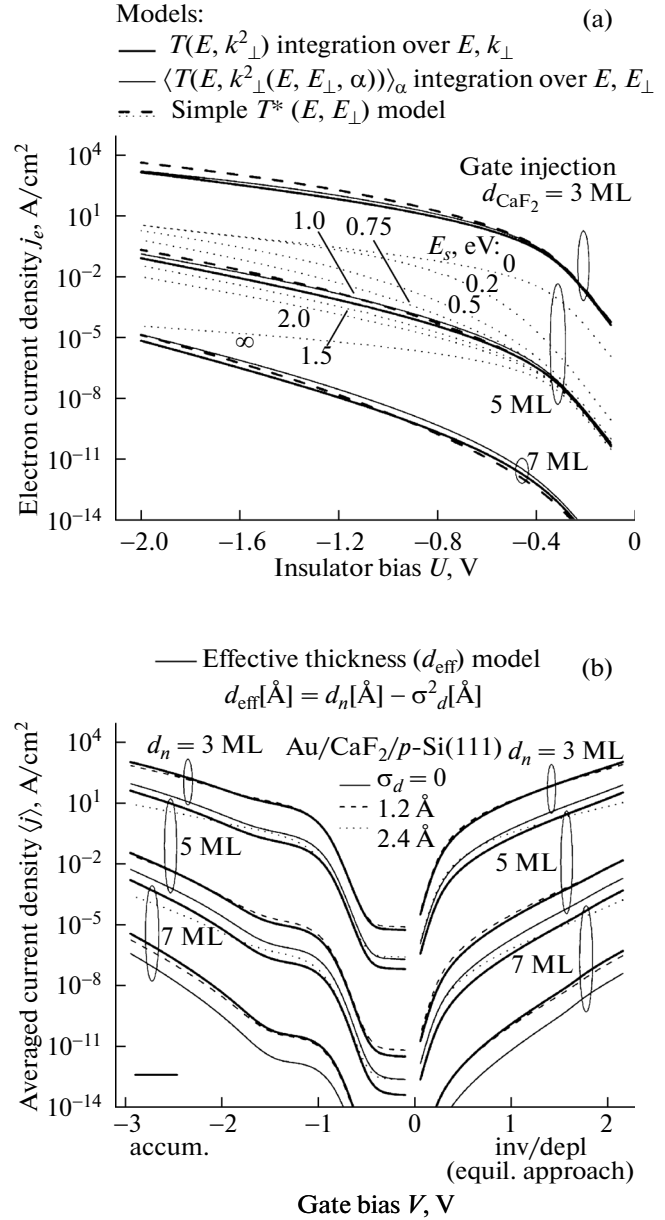 Models:
(a)
T(E, k²⊥) integration over E, k⊥
⟨T(E, k²⊥(E, E⊥, α))⟩α integration over E, E⊥
Simple T* (E, E⊥) model
Electron current density jₑ, A/cm²
10⁴
10¹
10⁻²
10⁻⁵
10⁻⁸
10⁻¹¹
10⁻¹⁴
Gate injection
d_CaF₂ = 3 ML
1.0
0.75
Eₛ, eV:
0
0.2
0.5
2.0
∞
1.5
5 ML
7 ML
−2.0
−1.6
−1.2
−0.8
−0.4
0
Insulator bias U, V
Effective thickness (d_eff) model
(b)
d_eff[Å] = dₙ[Å] − σ²_d[Å]
Averaged current density ⟨j⟩, A/cm²
10⁴
10¹
10⁻²
10⁻⁵
10⁻⁸
10⁻¹¹
10⁻¹⁴
dₙ = 3 ML
Au/CaF₂/p-Si(111)
dₙ = 3 ML
σ_d = 0
1.2 Å
2.4 Å
5 ML
5 ML
7 ML
7 ML
−3
−2
−1
0
1
2
accum.
inv/depl
(equil. approach)
Gate bias V, V